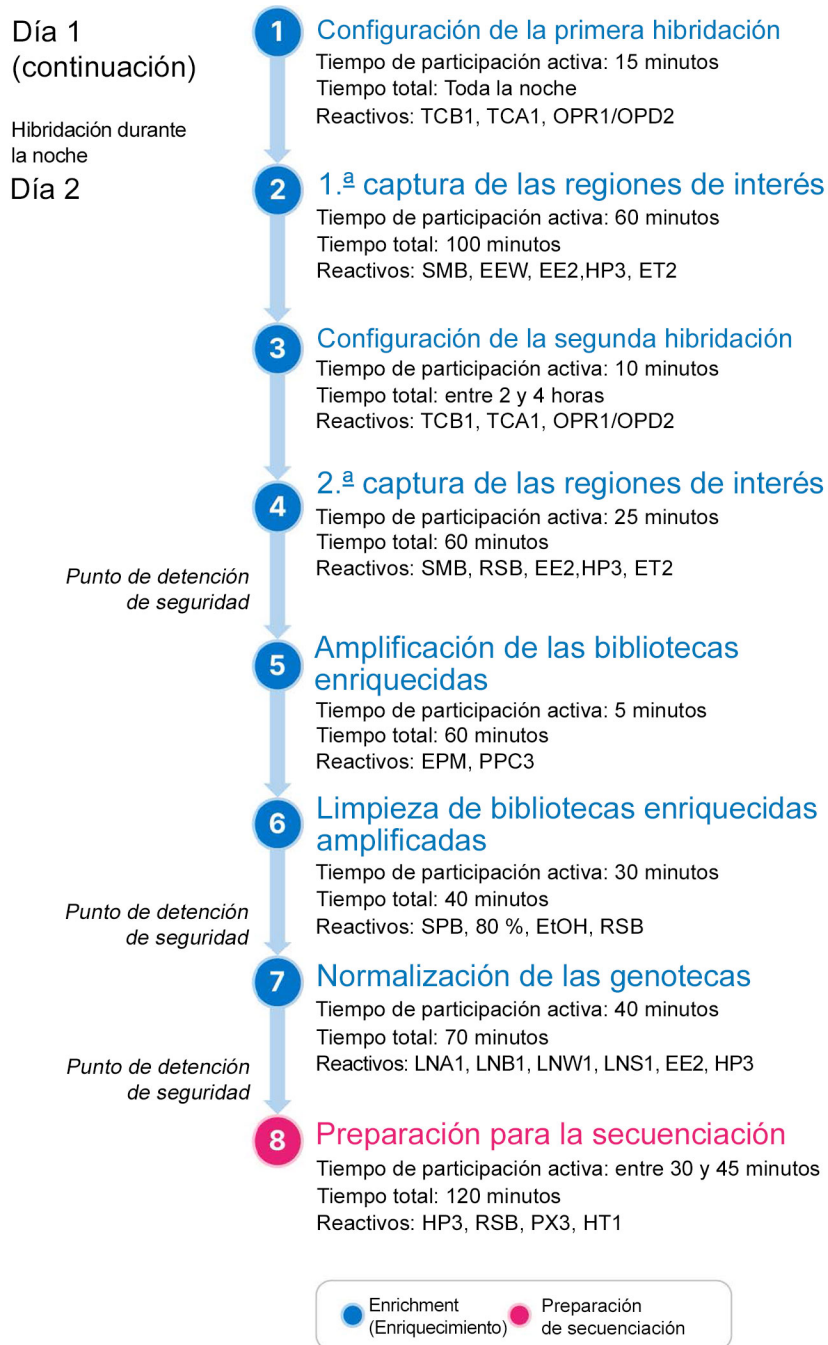 Día 1
(continuación)
Hibridación durante
la noche
Día 2
1
Configuración de la primera hibridación
Tiempo de participación activa: 15 minutos
Tiempo total: Toda la noche
Reactivos: TCB1, TCA1, OPR1/OPD2
2
1.ª captura de las regiones de interés
Tiempo de participación activa: 60 minutos
Tiempo total: 100 minutos
Reactivos: SMB, EEW, EE2,HP3, ET2
3
Configuración de la segunda hibridación
Tiempo de participación activa: 10 minutos
Tiempo total: entre 2 y 4 horas
Reactivos: TCB1, TCA1, OPR1/OPD2
4
2.ª captura de las regiones de interés
Tiempo de participación activa: 25 minutos
Tiempo total: 60 minutos
Reactivos: SMB, RSB, EE2,HP3, ET2
Punto de detención
de seguridad
5
Amplificación de las bibliotecas
enriquecidas
Tiempo de participación activa: 5 minutos
Tiempo total: 60 minutos
Reactivos: EPM, PPC3
6
Limpieza de bibliotecas enriquecidas
amplificadas
Tiempo de participación activa: 30 minutos
Tiempo total: 40 minutos
Reactivos: SPB, 80 %, EtOH, RSB
Punto de detención
de seguridad
7
Normalización de las genotecas
Tiempo de participación activa: 40 minutos
Tiempo total: 70 minutos
Reactivos: LNA1, LNB1, LNW1, LNS1, EE2, HP3
Punto de detención
de seguridad
8
Preparación para la secuenciación
Tiempo de participación activa: entre 30 y 45 minutos
Tiempo total: 120 minutos
Reactivos: HP3, RSB, PX3, HT1
Enrichment
(Enriquecimiento)
Preparación
de secuenciación